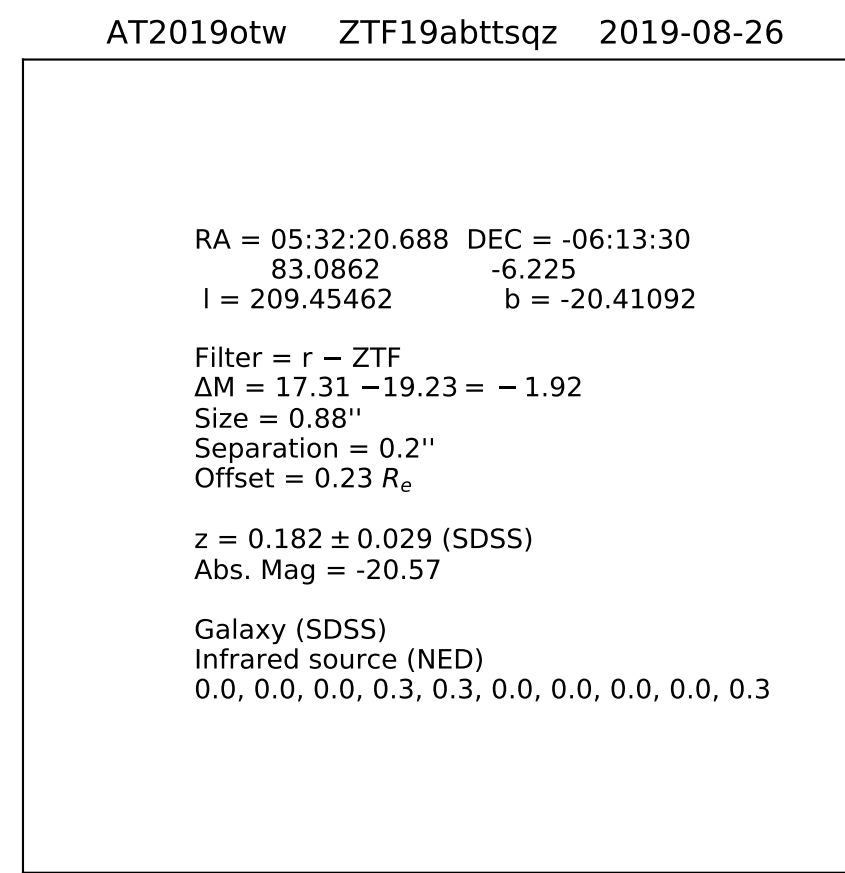 AT2019otw ZTF19abttsqz 2019-08-26
RA = 05:32:20.688 DEC = -06:13:30
83.0862 -6.225
l = 209.45462 b = -20.41092
Filter = r − ZTF
ΔM = 17.31 −19.23 = − 1.92
Size = 0.88''
Separation = 0.2''
Offset = 0.23 Rₑ
z = 0.182 ± 0.029 (SDSS)
Abs. Mag = -20.57
Galaxy (SDSS)
Infrared source (NED)
0.0, 0.0, 0.0, 0.3, 0.3, 0.0, 0.0, 0.0, 0.0, 0.3